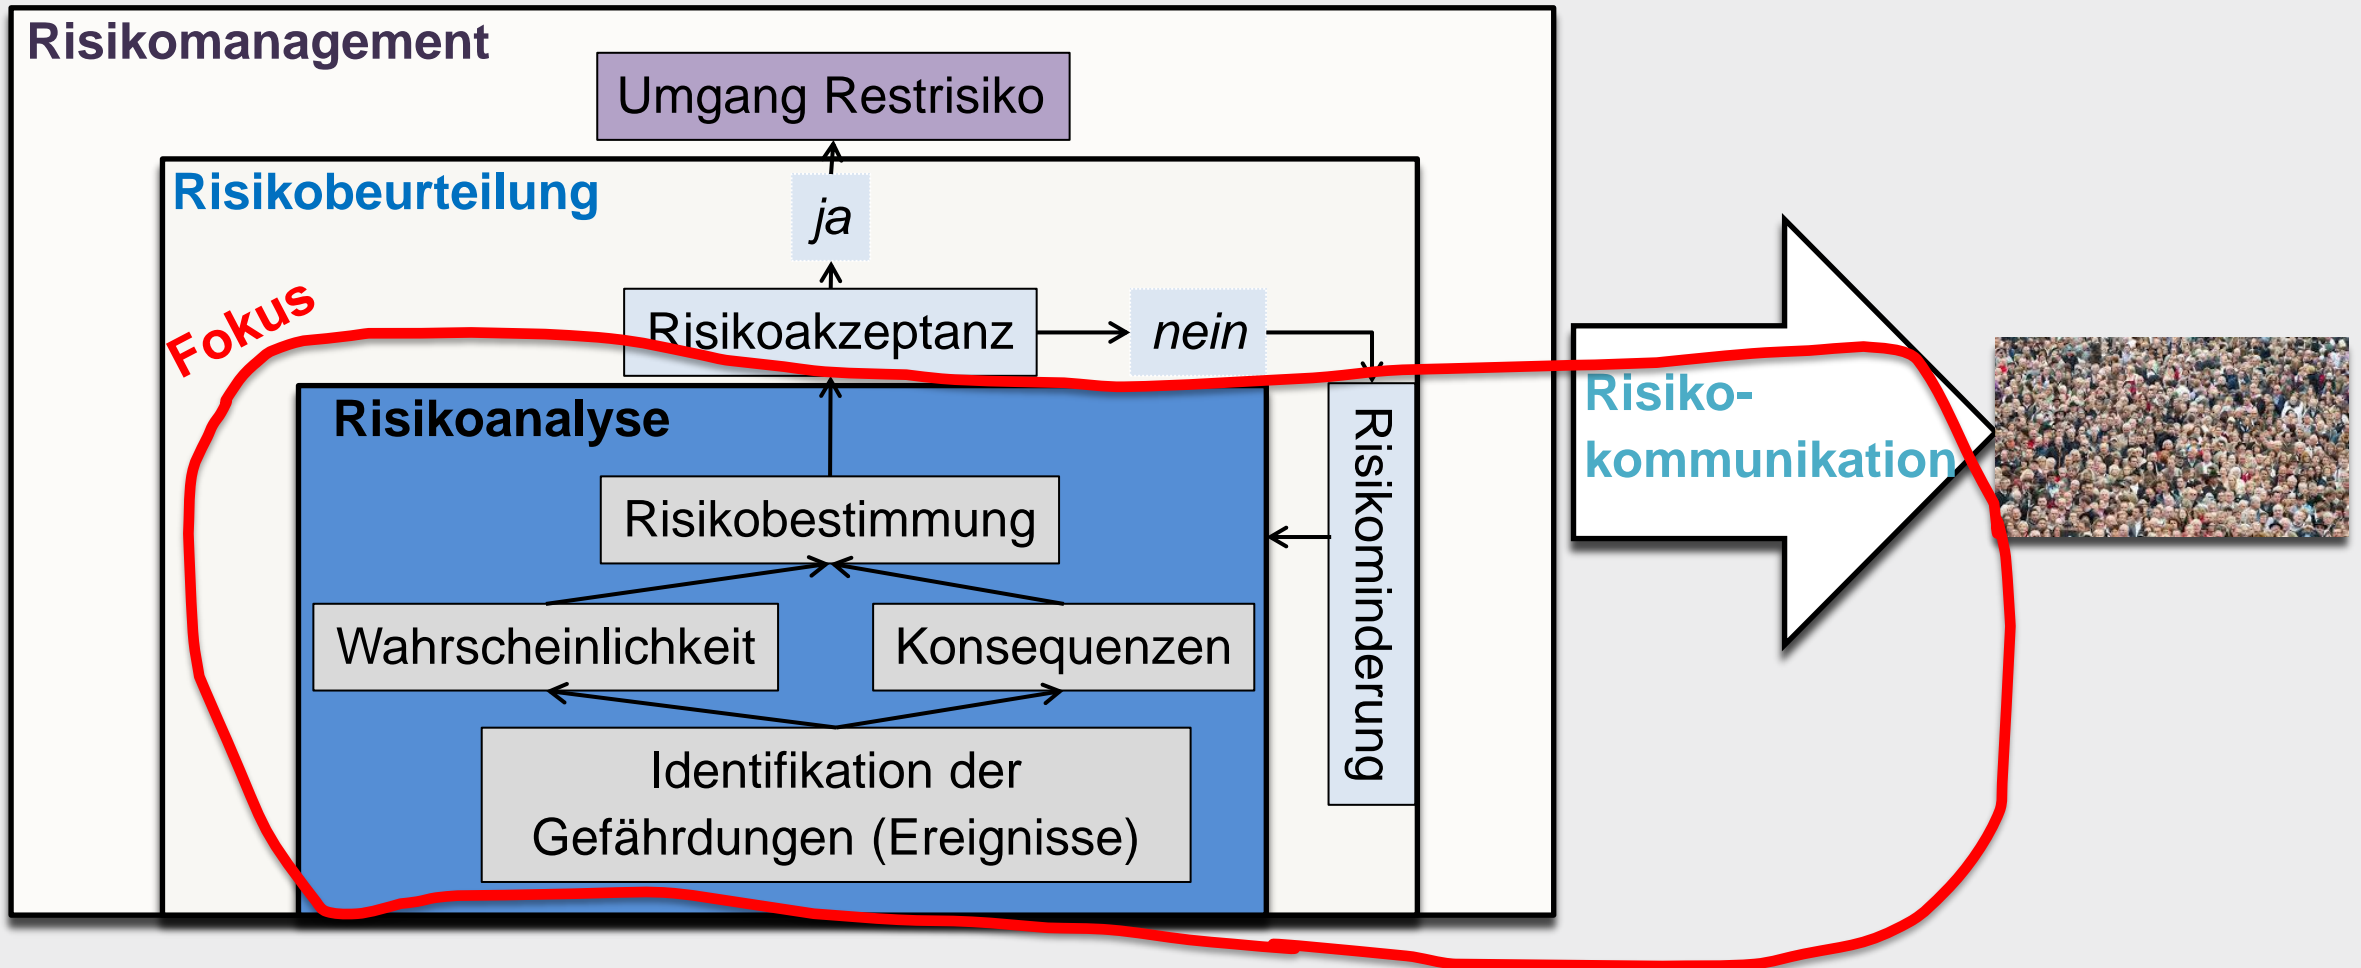 Risikomanagement
Umgang Restrisiko
Risikobeurteilung
ja
Fokus
Risikoakzeptanz
nein
Risikoanalyse
Risikobestimmung
Wahrscheinlichkeit
Konsequenzen
Identifikation der
Gefährdungen (Ereignisse)
Risikominderung
Risiko-
kommunikation